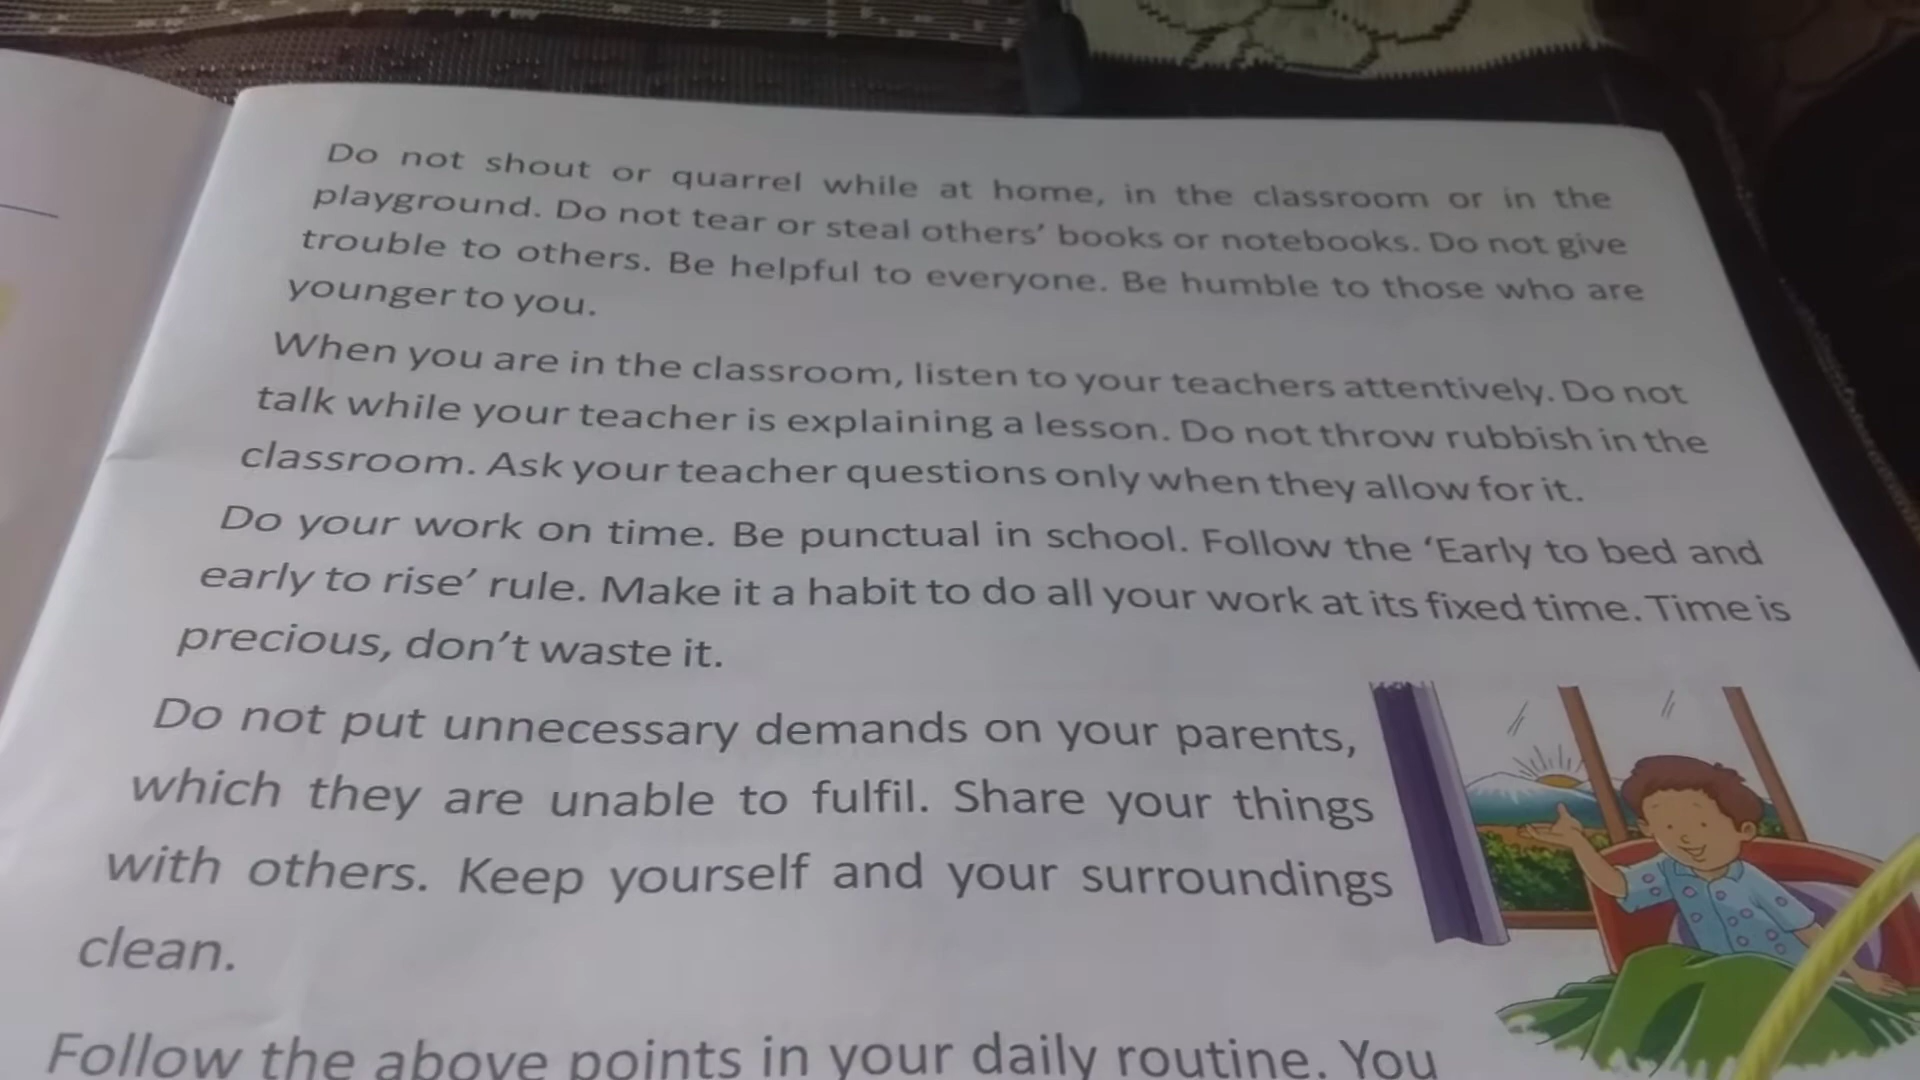 Do not shout or quarrel while at home, in the classroom or in the
playground. Do not tear or steal others’ books or notebooks. Do not give
trouble to others. Be helpful to everyone. Be humble to those who are
younger to you.
When you are in the classroom, listen to your teachers attentively. Do not
talk while your teacher is explaining a lesson. Do not throw rubbish in the
classroom. Ask your teacher questions only when they allow for it.
Do your work on time. Be punctual in school. Follow the ‘Early to bed and
early to rise’ rule. Make it a habit to do all your work at its fixed time. Time is
precious, don’t waste it.
Do not put unnecessary demands on your parents,
which they are unable to fulfil. Share your things
with others. Keep yourself and your surroundings
clean.
Follow the above points in your daily routine. You